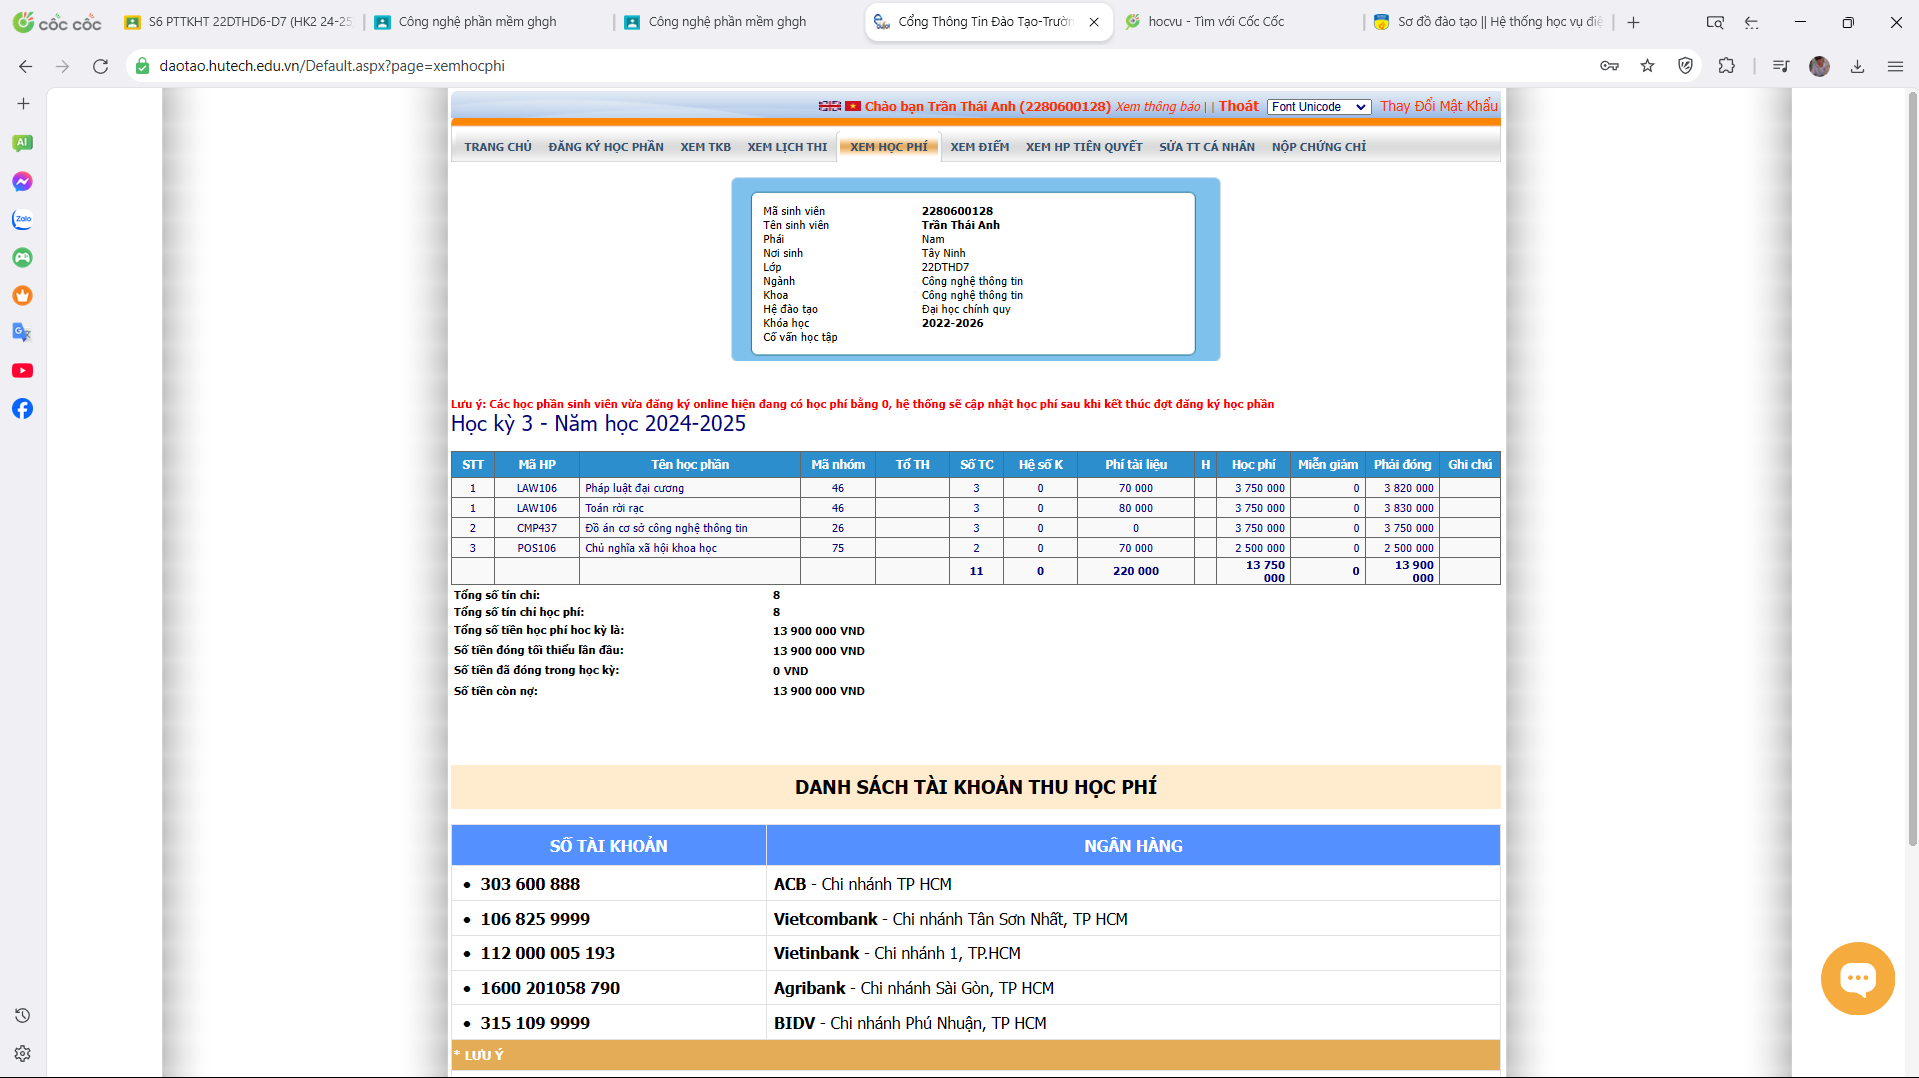 cốc cốc
S6 PTTKHT 22DTHD6-D7 (HK2 24-25
Công nghệ phần mềm ghgh
Công nghệ phần mềm ghgh
Cổng Thông Tin Đào Tạo-Trườn
hocvu - Tìm với Cốc Cốc
Sơ đồ đào tạo || Hệ thống học vụ điệ
daotao.hutech.edu.vn/Default.aspx?page=xemhocphi
AI
Zalo
Chào bạn Trần Thái Anh (2280600128) Xem thông báo | | Thoát Font Unicode Thay Đổi Mật Khẩu
TRANG CHỦ ĐĂNG KÝ HỌC PHẦN XEM TKB XEM LỊCH THI XEM HỌC PHÍ XEM ĐIỂM XEM HP TIÊN QUYẾT SỬA TT CÁ NHÂN NỘP CHỨNG CHỈ
Mã sinh viên 2280600128
Tên sinh viên Trần Thái Anh
Phái Nam
Nơi sinh Tây Ninh
Lớp 22DTHD7
Ngành Công nghệ thông tin
Khoa Công nghệ thông tin
Hệ đào tạo Đại học chính quy
Khóa học 2022-2026
Cố vấn học tập
Lưu ý: Các học phần sinh viên vừa đăng ký online hiện đang có học phí bằng 0, hệ thống sẽ cập nhật học phí sau khi kết thúc đợt đăng ký học phần
Học kỳ 3 - Năm học 2024-2025
STT Mã HP Tên học phần Mã nhóm Tổ TH Số TC Hệ số K Phí tài liệu H Học phí Miễn giảm Phải đóng Ghi chú
1 LAW106 Pháp luật đại cương 46 3 0 70 000 3 750 000 0 3 820 000
1 LAW106 Toán rời rạc 46 3 0 80 000 3 750 000 0 3 830 000
2 CMP437 Đồ án cơ sở công nghệ thông tin 26 3 0 0 3 750 000 0 3 750 000
3 POS106 Chủ nghĩa xã hội khoa học 75 2 0 70 000 2 500 000 0 2 500 000
11 0 220 000 13 750 000 0 13 900 000
Tổng số tín chỉ: 8
Tổng số tín chỉ học phí: 8
Tổng số tiền học phí hoc kỳ là: 13 900 000 VND
Số tiền đóng tối thiểu lần đầu: 13 900 000 VND
Số tiền đã đóng trong học kỳ: 0 VND
Số tiền còn nợ: 13 900 000 VND
DANH SÁCH TÀI KHOẢN THU HỌC PHÍ
SỐ TÀI KHOẢN NGÂN HÀNG
• 303 600 888 ACB - Chi nhánh TP HCM
• 106 825 9999 Vietcombank - Chi nhánh Tân Sơn Nhất, TP HCM
• 112 000 005 193 Vietinbank - Chi nhánh 1, TP.HCM
• 1600 201058 790 Agribank - Chi nhánh Sài Gòn, TP HCM
• 315 109 9999 BIDV - Chi nhánh Phú Nhuận, TP HCM
* LƯU Ý